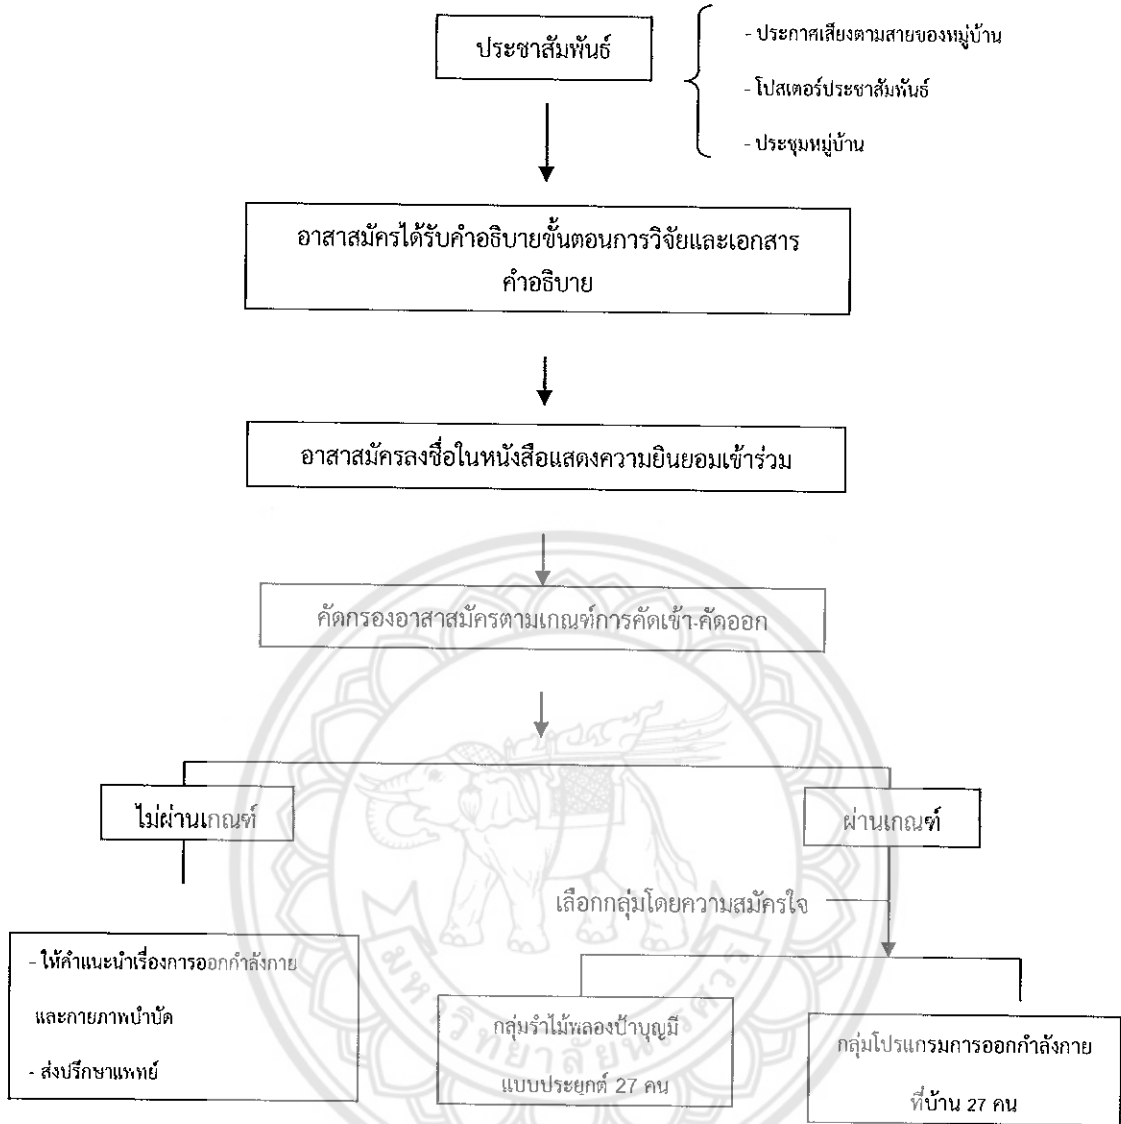 ประชาสัมพันธ์
- ประกาศเสียงตามสายของหมู่บ้าน
- โปสเตอร์ประชาสัมพันธ์
- ประชุมหมู่บ้าน
อาสาสมัครได้รับคำอธิบายขั้นตอนการวิจัยและเอกสาร
คำอธิบาย
อาสาสมัครลงชื่อในหนังสือแสดงความยินยอมเข้าร่วม
คัดกรองอาสาสมัครตามเกณฑ์การคัดเข้า-คัดออก
ไม่ผ่านเกณฑ์
ผ่านเกณฑ์
เลือกกลุ่มโดยความสมัครใจ
- ให้คำแนะนำเรื่องการออกกำลังกาย
และกายภาพบำบัด
- ส่งปรึกษาแพทย์
กลุ่มรำไม้พลองป้าบุญมี
แบบประยุกต์ 27 คน
กลุ่มโปรแกรมการออกกำลังกาย
ที่บ้าน 27 คน
มหาวิทยาลัยนเรศวร